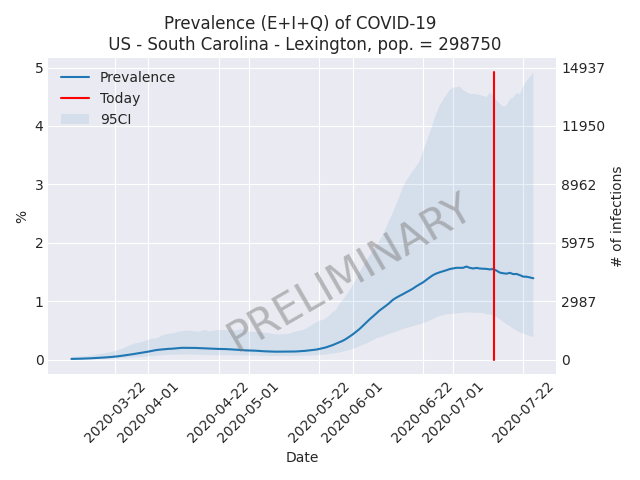 Prevalence (E+I+Q) of COVID-19
US - South Carolina - Lexington, pop. = 298750
Prevalence
Today
95CI
5
4
3
2
1
0
%
14937
11950
8962
5975
2987
0
# of infections
PRELIMINARY
2020-03-22
2020-04-01
2020-04-22
2020-05-01
2020-05-22
2020-06-01
2020-06-22
2020-07-01
2020-07-22
Date